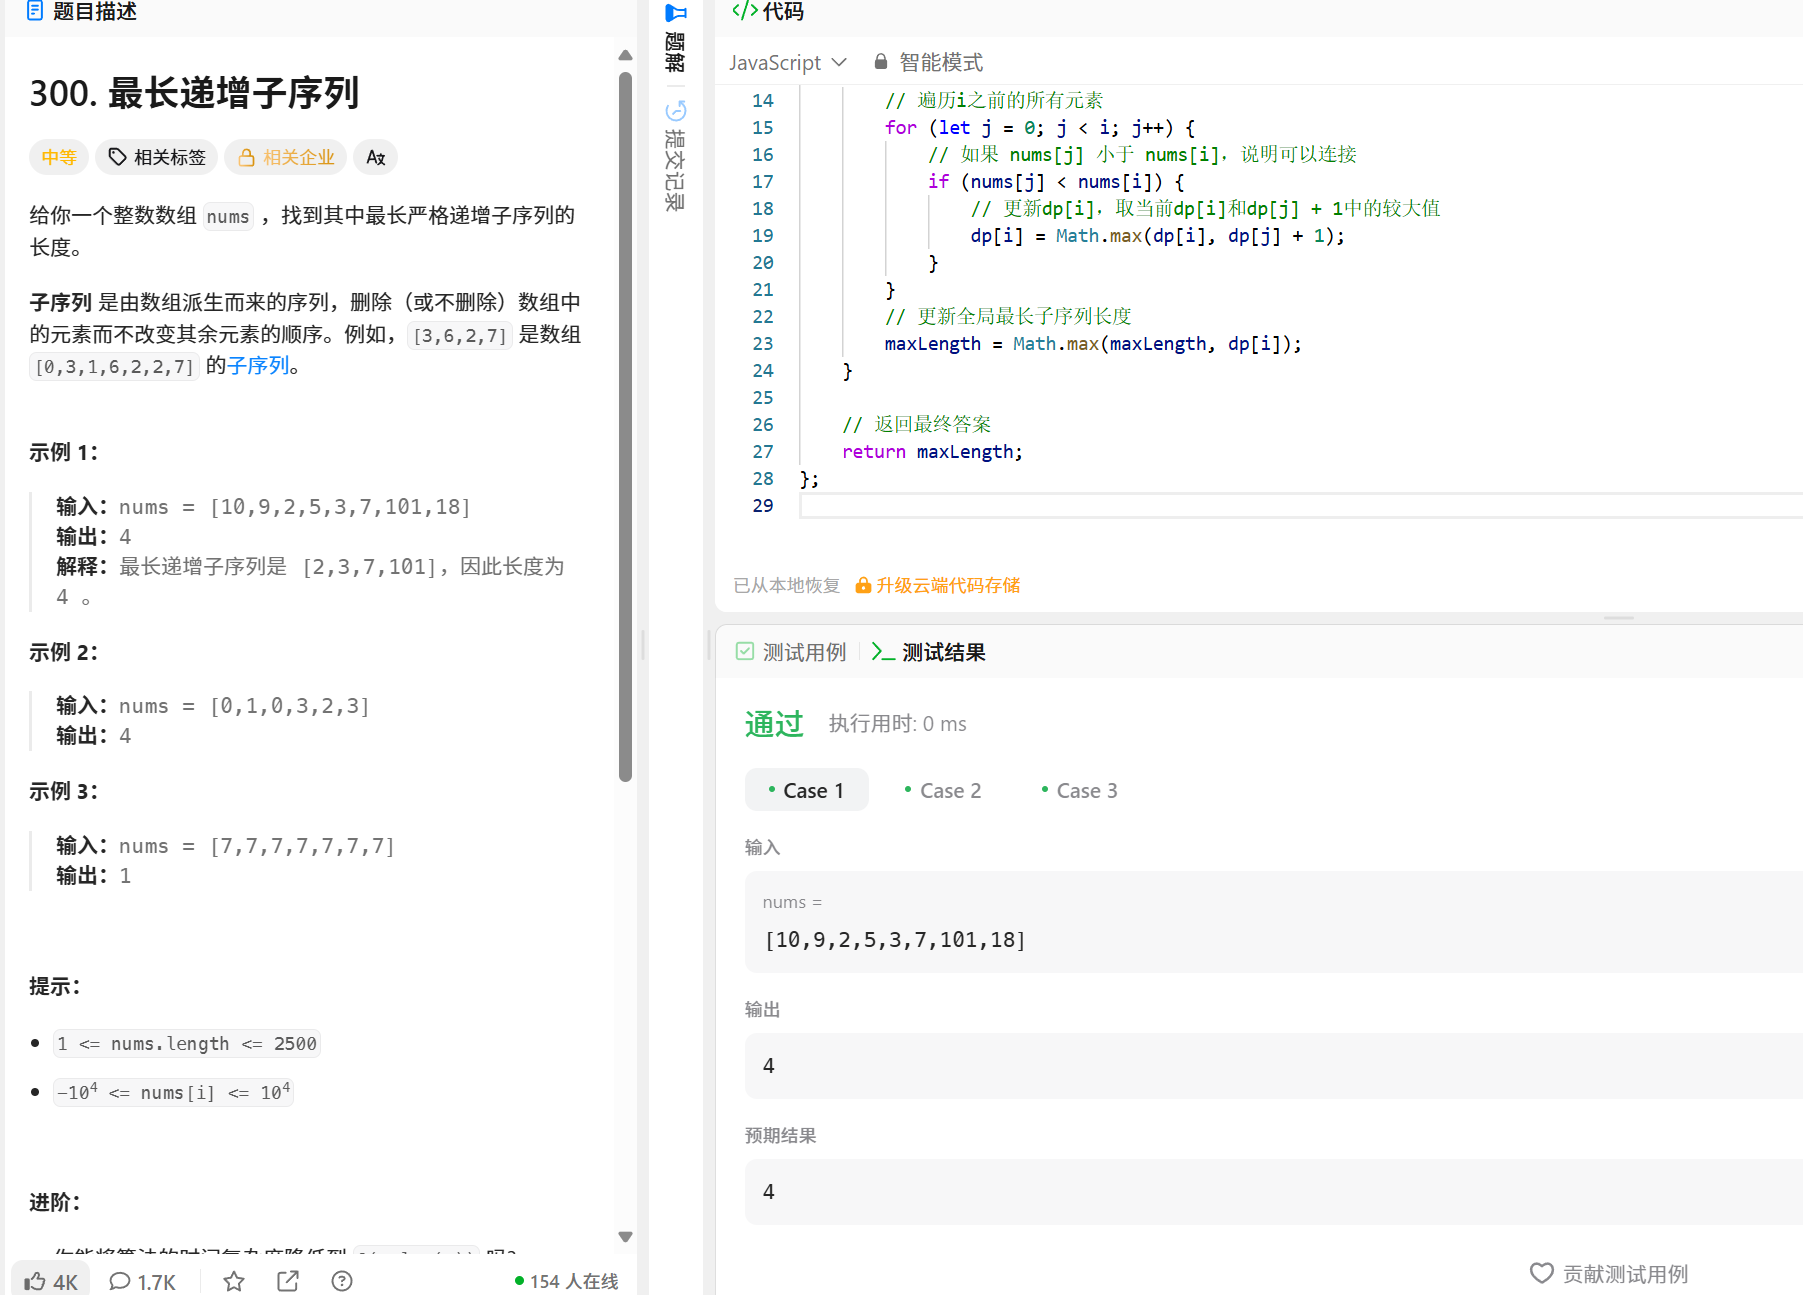 题目描述
300. 最长递增子序列
中等 相关标签 相关企业
给你一个整数数组 nums ，找到其中最长严格递增子序列的
长度。
子序列 是由数组派生而来的序列，删除（或不删除）数组中
的元素而不改变其余元素的顺序。例如，[3,6,2,7] 是数组
[0,3,1,6,2,2,7] 的子序列。
示例 1：
输入：nums = [10,9,2,5,3,7,101,18]
输出：4
解释：最长递增子序列是 [2,3,7,101]，因此长度为
4 。
示例 2：
输入：nums = [0,1,0,3,2,3]
输出：4
示例 3：
输入：nums = [7,7,7,7,7,7,7]
输出：1
提示：
1 <= nums.length <= 2500
-10⁴ <= nums[i] <= 10⁴
进阶：
你能将算法的时间复杂度降低到 吗?
4K 1.7K 154 人在线
题解
提交记录
</> 代码
JavaScript 智能模式
14 // 遍历i之前的所有元素
15 for (let j = 0; j < i; j++) {
16 // 如果 nums[j] 小于 nums[i]，说明可以连接
17 if (nums[j] < nums[i]) {
18 // 更新dp[i]，取当前dp[i]和dp[j] + 1中的较大值
19 dp[i] = Math.max(dp[i], dp[j] + 1);
20 }
21 }
22 // 更新全局最长子序列长度
23 maxLength = Math.max(maxLength, dp[i]);
24 }
25
26 // 返回最终答案
27 return maxLength;
28 };
29
已从本地恢复 升级云端代码存储
测试用例 >_ 测试结果
通过 执行用时: 0 ms
Case 1 Case 2 Case 3
输入
nums =
[10,9,2,5,3,7,101,18]
输出
4
预期结果
4
贡献测试用例